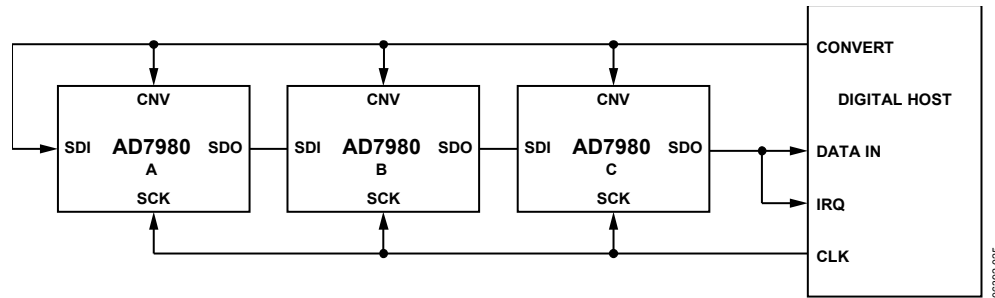 CONVERT
CNV CNV CNV
DIGITAL HOST
SDI AD7980 SDO SDI AD7980 SDO SDI AD7980 SDO DATA IN
A B C
SCK SCK SCK
IRQ
CLK